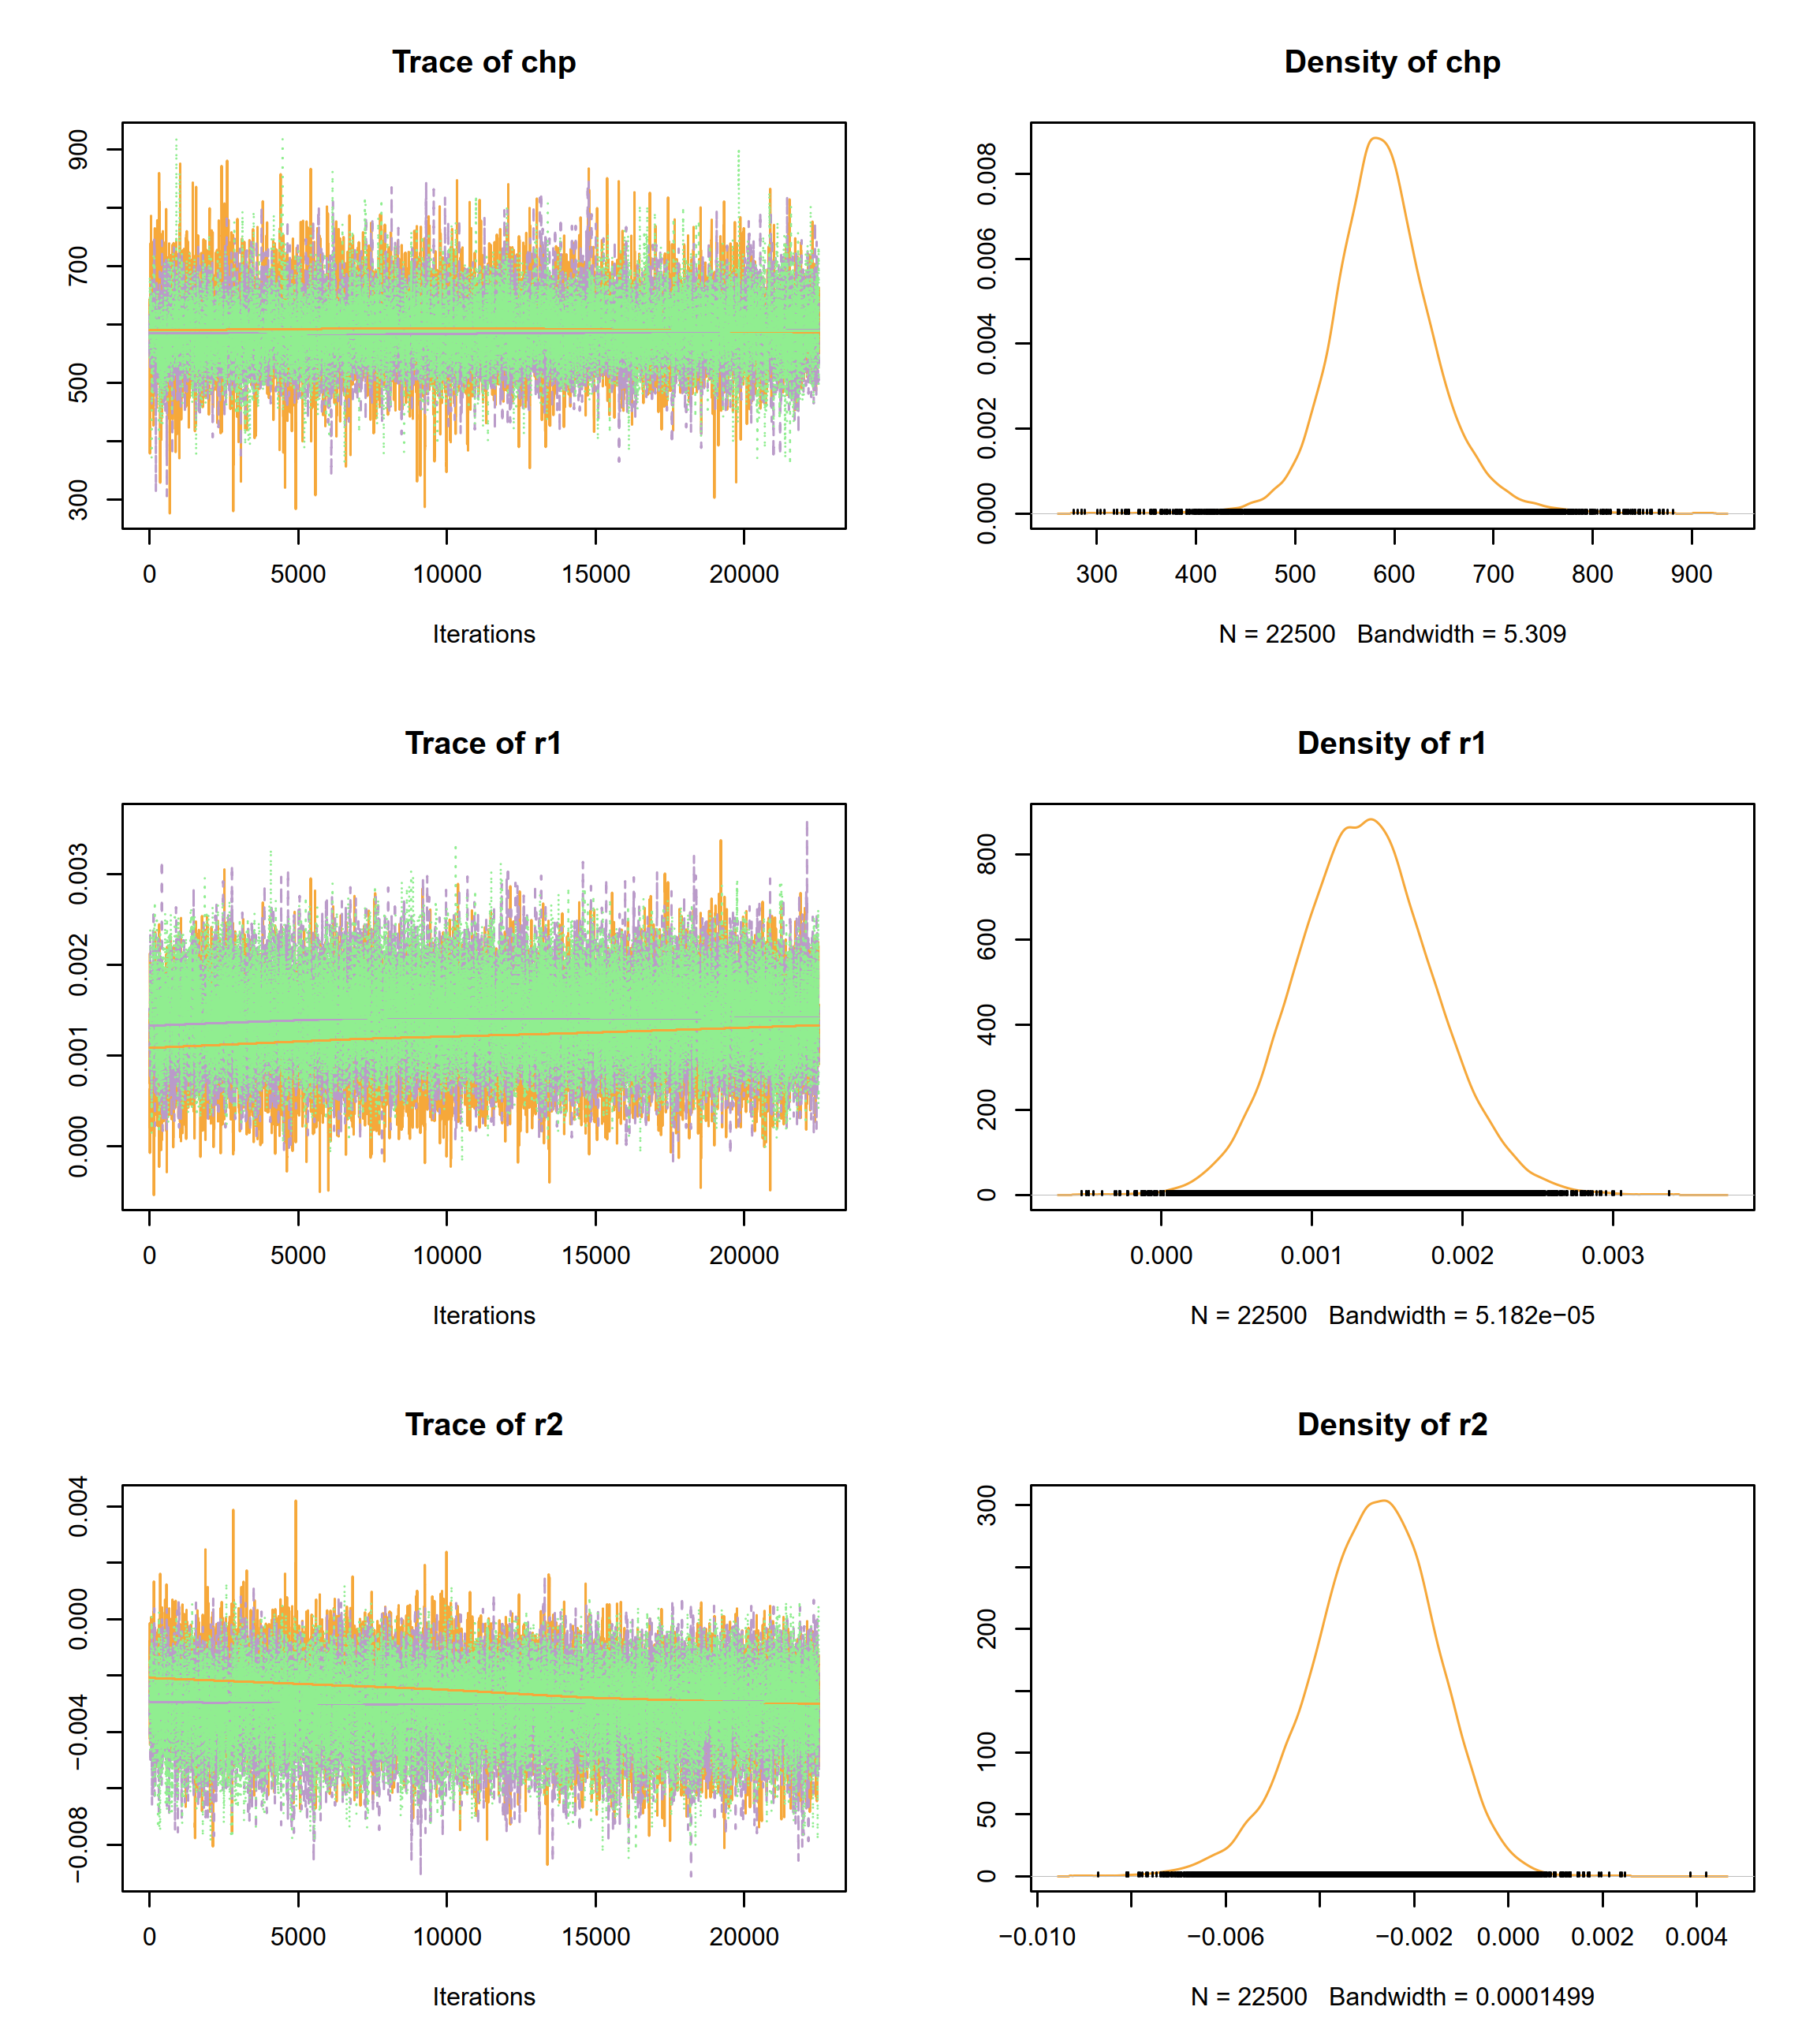 Trace of chp
900
700
500
300
0 5000 10000 15000 20000
Iterations
Density of chp
0.008
0.006
0.004
0.002
0.000
300 400 500 600 700 800 900
N = 22500 Bandwidth = 5.309
Trace of r1
0.003
0.002
0.001
0.000
0 5000 10000 15000 20000
Iterations
Density of r1
800
600
400
200
0
0.000 0.001 0.002 0.003
N = 22500 Bandwidth = 5.182e−05
Trace of r2
0.004
0.000
−0.004
−0.008
0 5000 10000 15000 20000
Iterations
Density of r2
300
200
100
50
0
−0.010 −0.006 −0.002 0.000 0.002 0.004
N = 22500 Bandwidth = 0.0001499